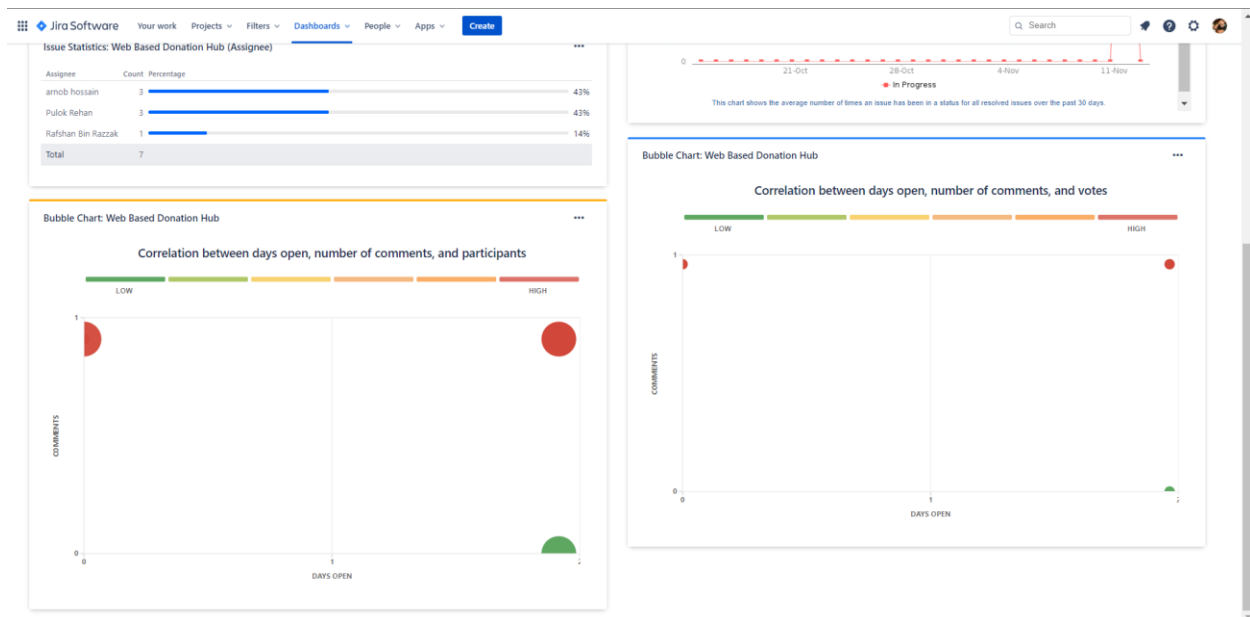 Jira Software Your work Projects Filters Dashboards People Apps Create Search
Issue Statistics: Web Based Donation Hub (Assignee)
Assignee Count Percentage
arnob hossain 3 43%
Pulok Rehan 3 43%
Rafshan Bin Razzak 1 14%
Total 7
0
21-Oct 28-Oct 4-Nov 11-Nov
In Progress
This chart shows the average number of times an issue has been in a status for all resolved issues over the past 30 days.
Bubble Chart: Web Based Donation Hub
Correlation between days open, number of comments, and participants
LOW HIGH
1
COMMENTS
0
0 1
DAYS OPEN
Bubble Chart: Web Based Donation Hub
Correlation between days open, number of comments, and votes
LOW HIGH
1
COMMENTS
0
0 1
DAYS OPEN